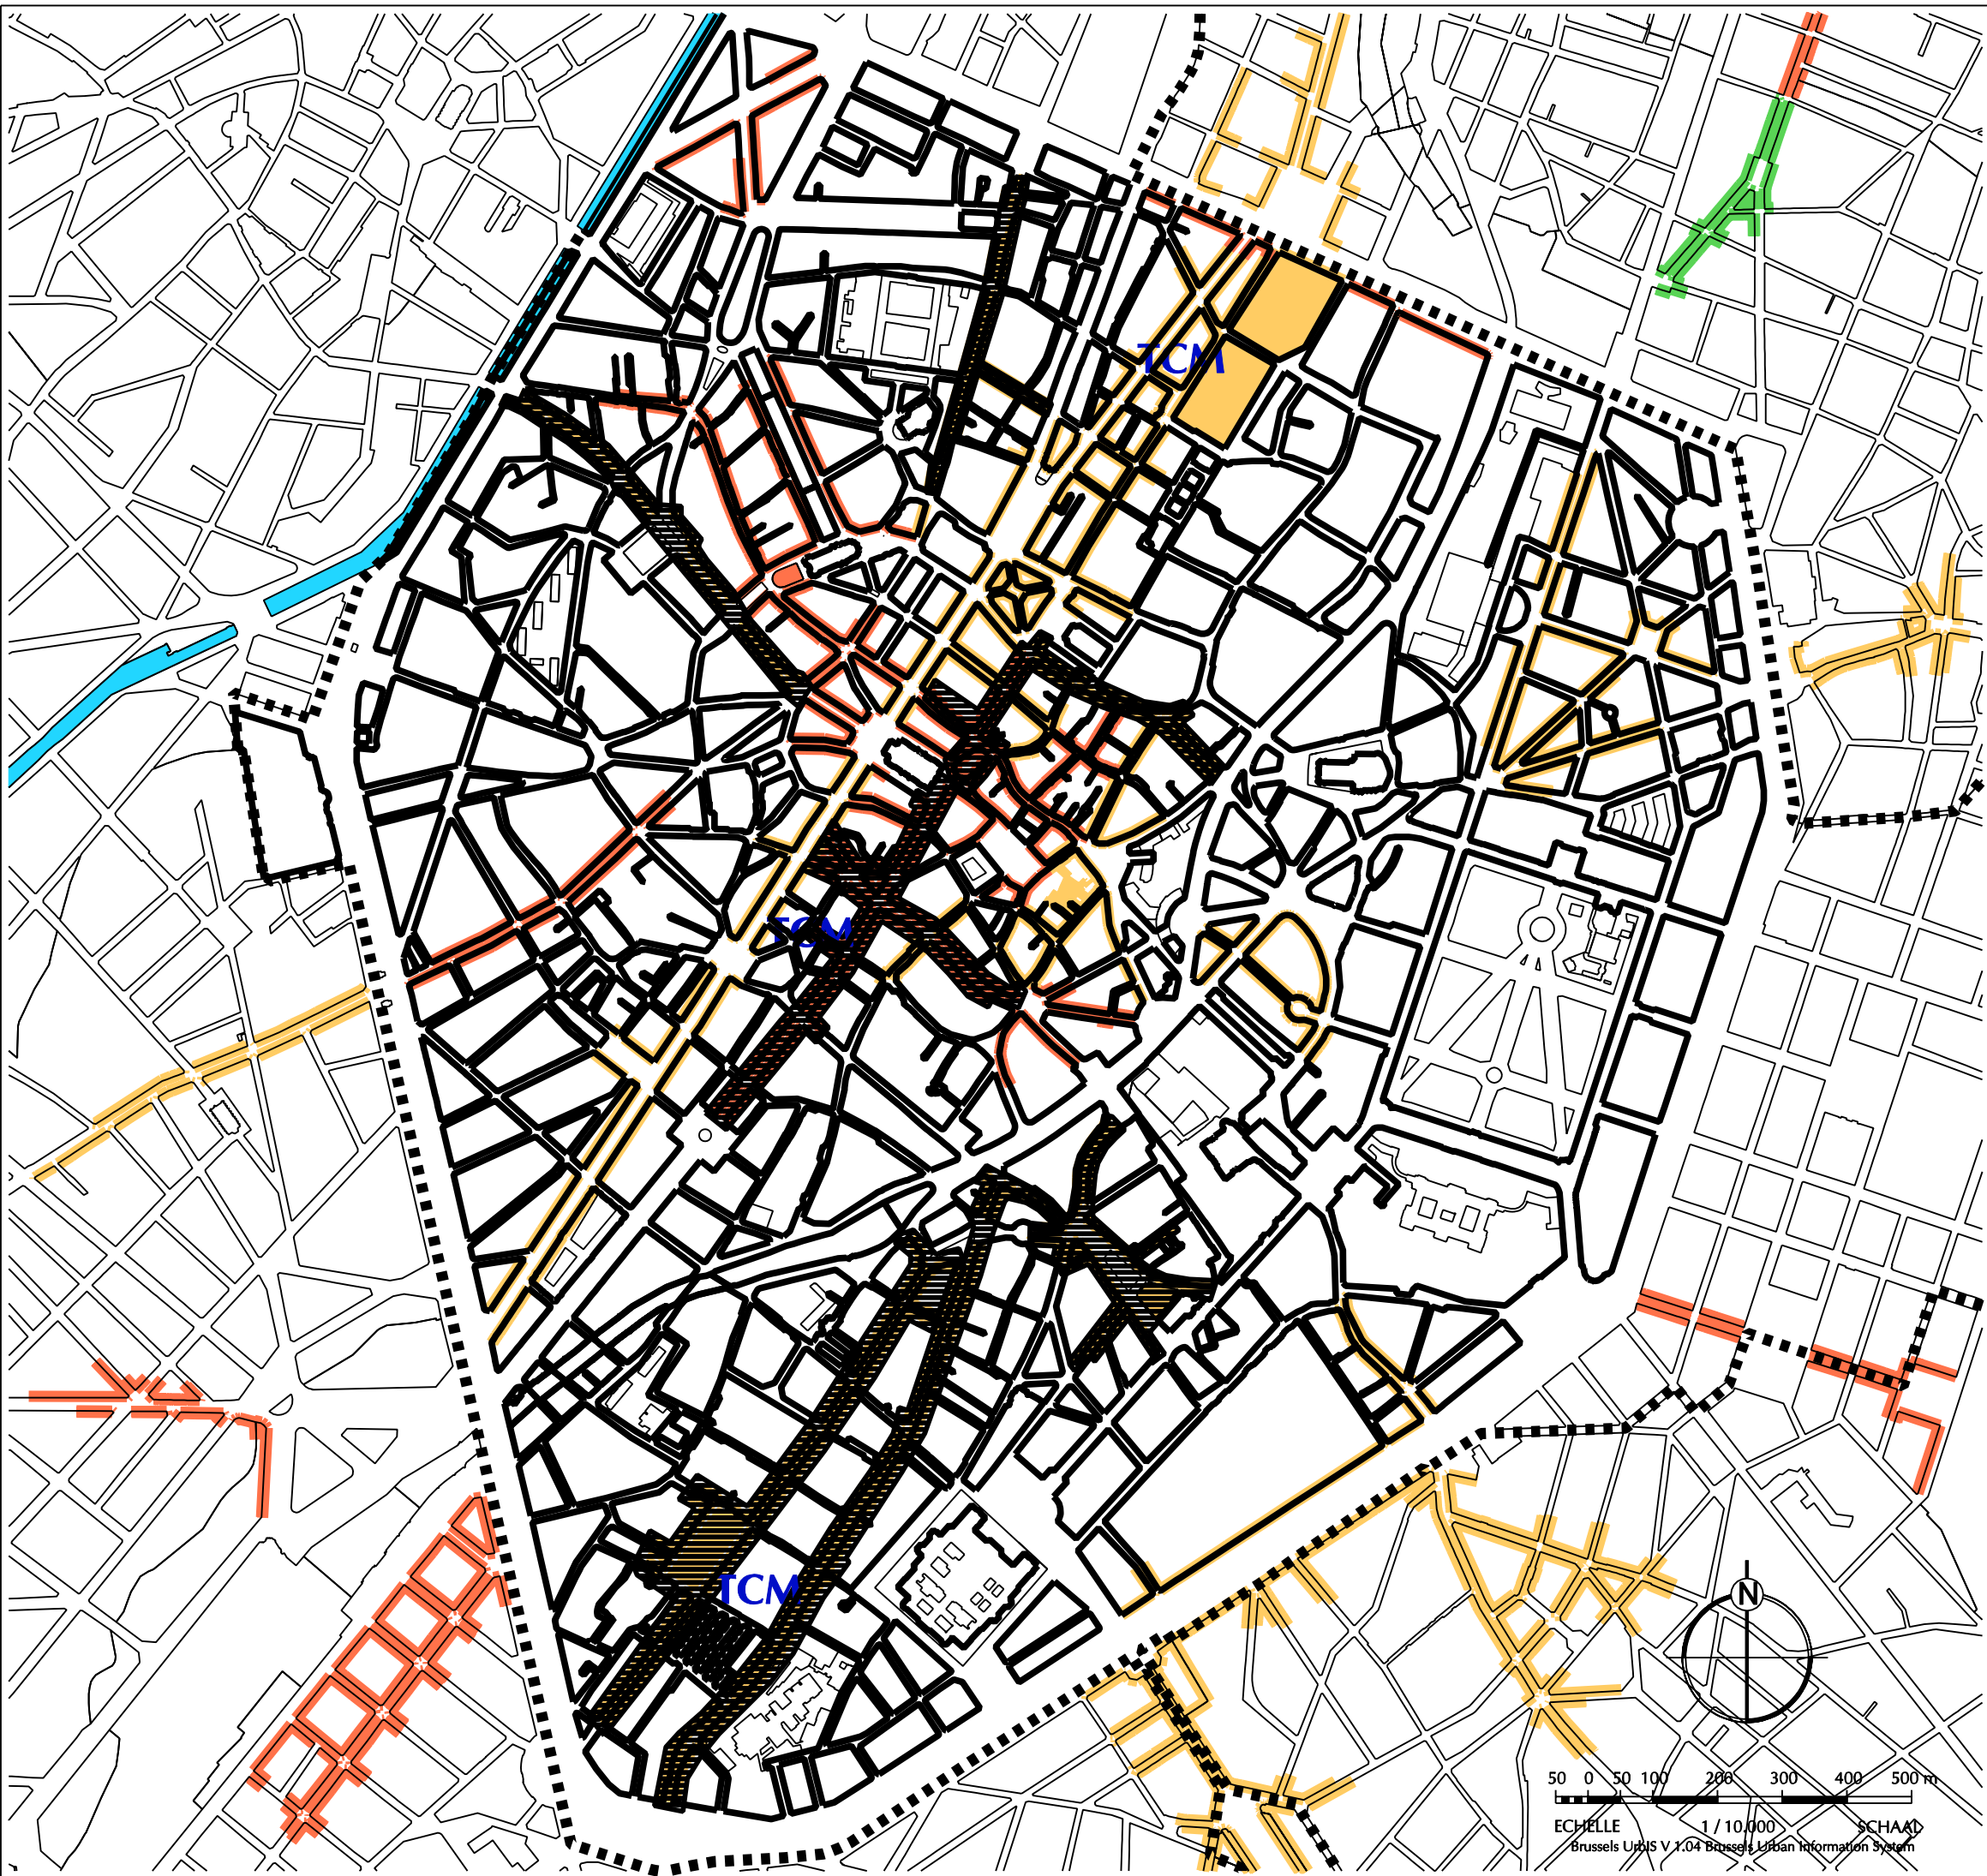 TCM
TCM
TCM
N
50 0 50 100 200 300 400 500 m
ECHELLE 1 / 10.000 SCHAAL
Brussels UrbIS V 1.04 Brussels Urban Information System